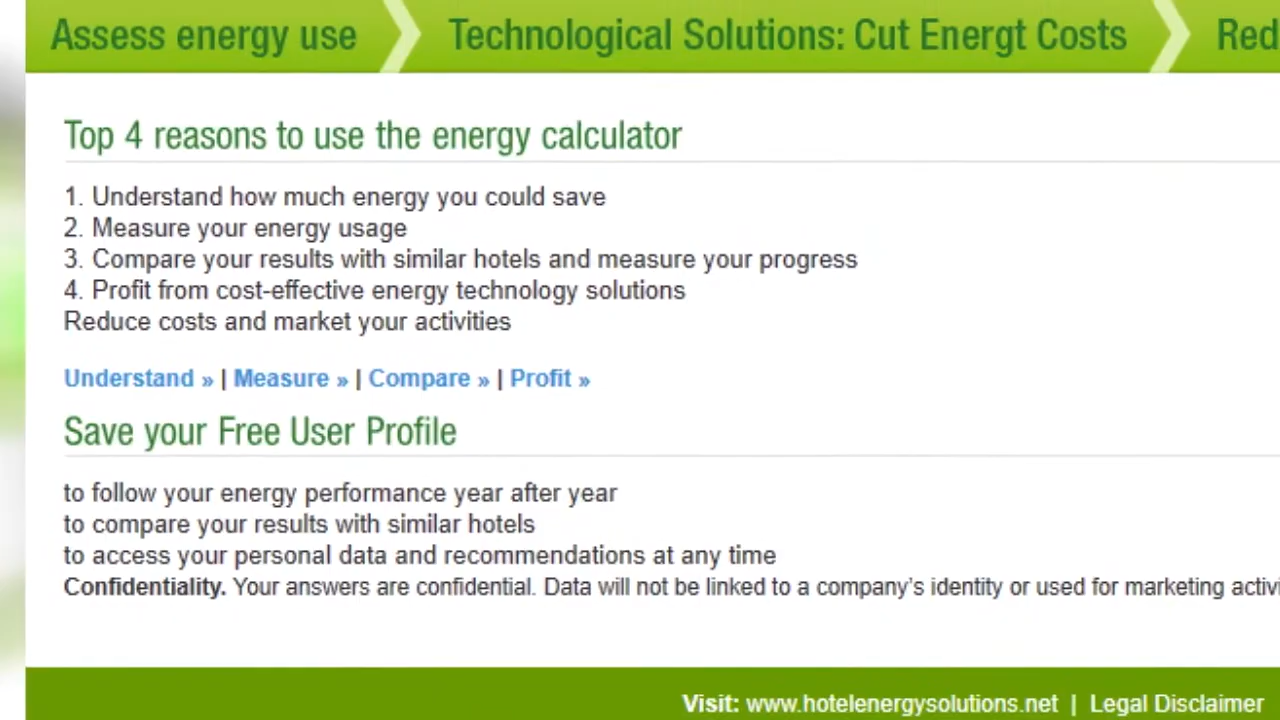 Assess energy use Technological Solutions: Cut Energt Costs Red
Top 4 reasons to use the energy calculator
1. Understand how much energy you could save
2. Measure your energy usage
3. Compare your results with similar hotels and measure your progress
4. Profit from cost-effective energy technology solutions
Reduce costs and market your activities
Understand » | Measure » | Compare » | Profit »
Save your Free User Profile
to follow your energy performance year after year
to compare your results with similar hotels
to access your personal data and recommendations at any time
Confidentiality. Your answers are confidential. Data will not be linked to a company's identity or used for marketing activi
Visit: www.hotelenergysolutions.net | Legal Disclaimer